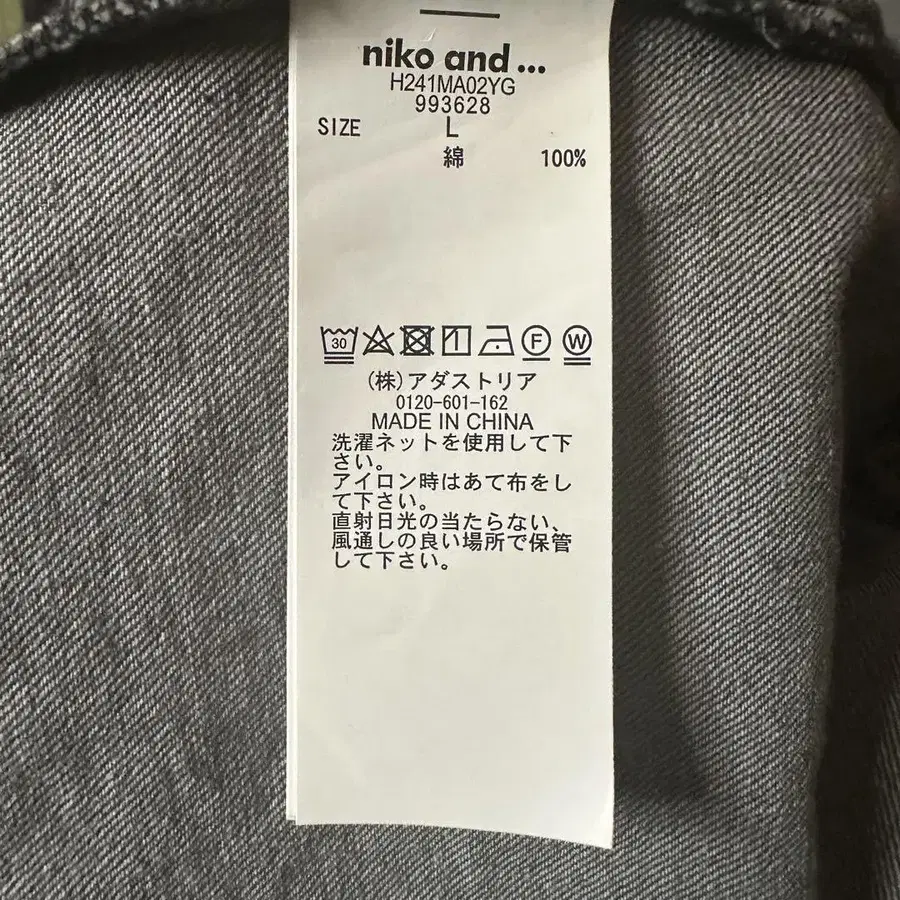 niko and ...
H241MA02YG
993628
SIZE L
綿 100%
30 F W
(株)アダストリア
0120-601-162
MADE IN CHINA
洗濯ネットを使用して下
さい。
アイロン時はあて布をし
て下さい。
直射日光の当たらない、
風通しの良い場所で保管
して下さい。